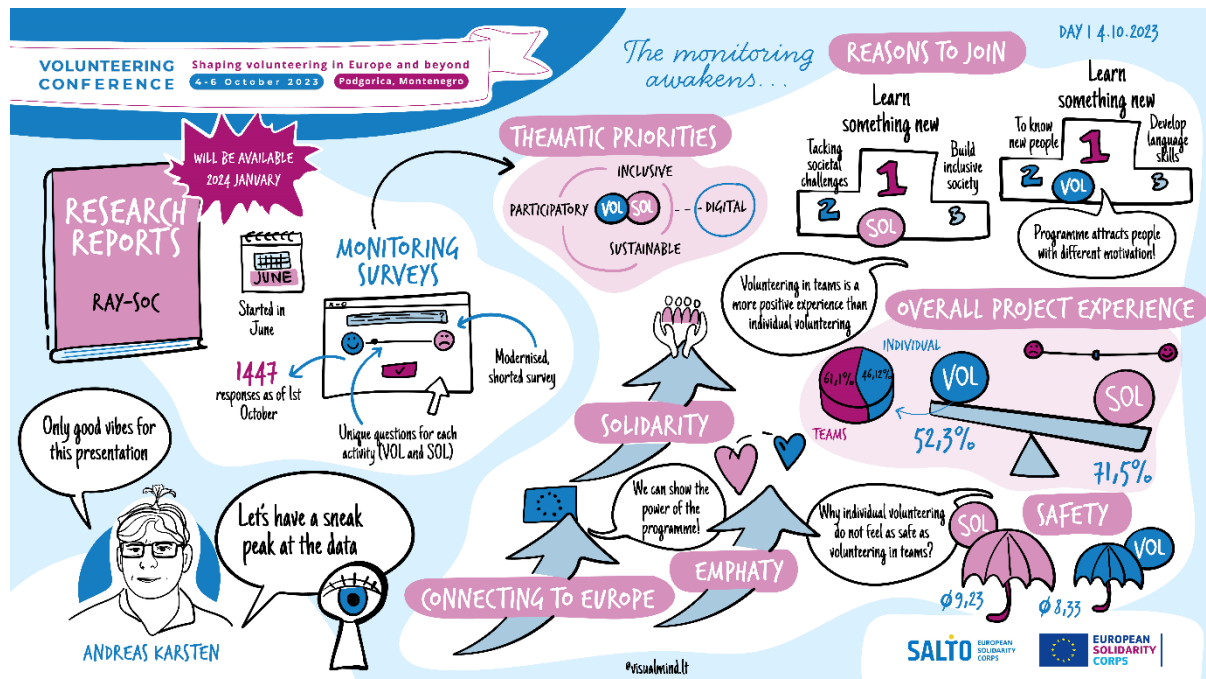 VOLUNTEERING
CONFERENCE
Shaping volunteering in Europe and beyond
4-6 October 2023
Podgorica, Montenegro
The monitoring
awakens...
DAY 1 4.10.2023
WILL BE AVAILABLE
2024 JANUARY
RESEARCH
REPORTS
RAY-SOC
JUNE
Started in
June
MONITORING
SURVEYS
1447
responses as of 1st
October
Modernised,
shorted survey
Unique questions for each
activity (VOL and SOL)
Only good vibes for
this presentation
Let's have a sneak
peak at the data
ANDREAS KARSTEN
THEMATIC PRIORITIES
INCLUSIVE
PARTICIPATORY
VOL
SOL
DIGITAL
SUSTAINABLE
REASONS TO JOIN
Learn
something new
Tacking
societal
challenges
Build
inclusive
society
1
2
3
SOL
Learn
something new
To know
new people
Develop
language
skills
1
2
3
VOL
Programme attracts people
with different motivation!
Volunteering in teams is a
more positive experience than
individual volunteering
OVERALL PROJECT EXPERIENCE
INDIVIDUAL
61,1%
46,12%
TEAMS
VOL
52,3%
SOL
71,5%
SOLIDARITY
We can show the
power of the
programme!
EMPHATY
CONNECTING TO EUROPE
Why individual volunteering
do not feel as safe as
volunteering in teams?
SAFETY
SOL
VOL
Ø 9,23
Ø 8,33
@visualmind.lt
SALTO
EUROPEAN
SOLIDARITY
CORPS
EUROPEAN
SOLIDARITY
CORPS